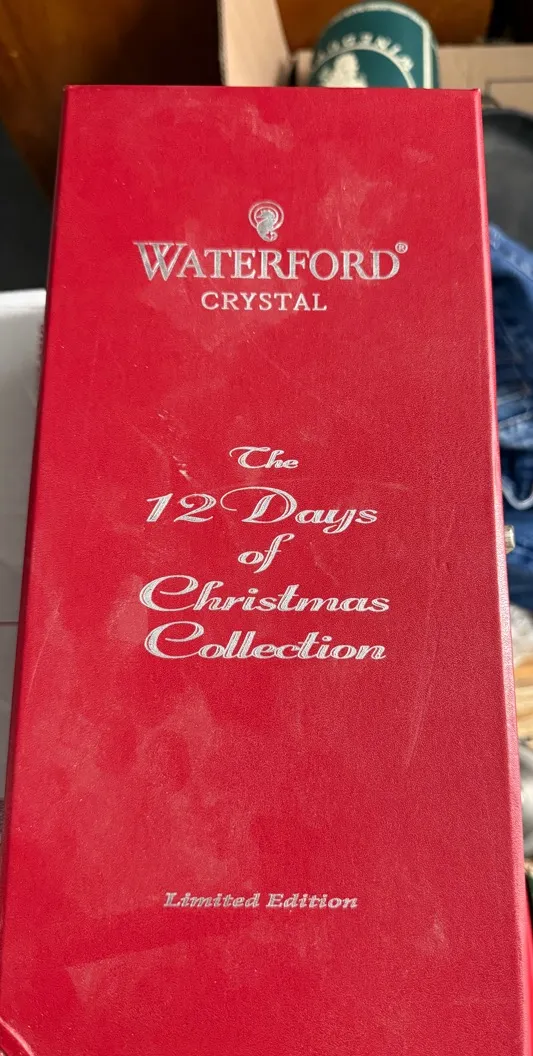 WATERFORD®
CRYSTAL
The
12 Days
of
Christmas
Collection
Limited Edition